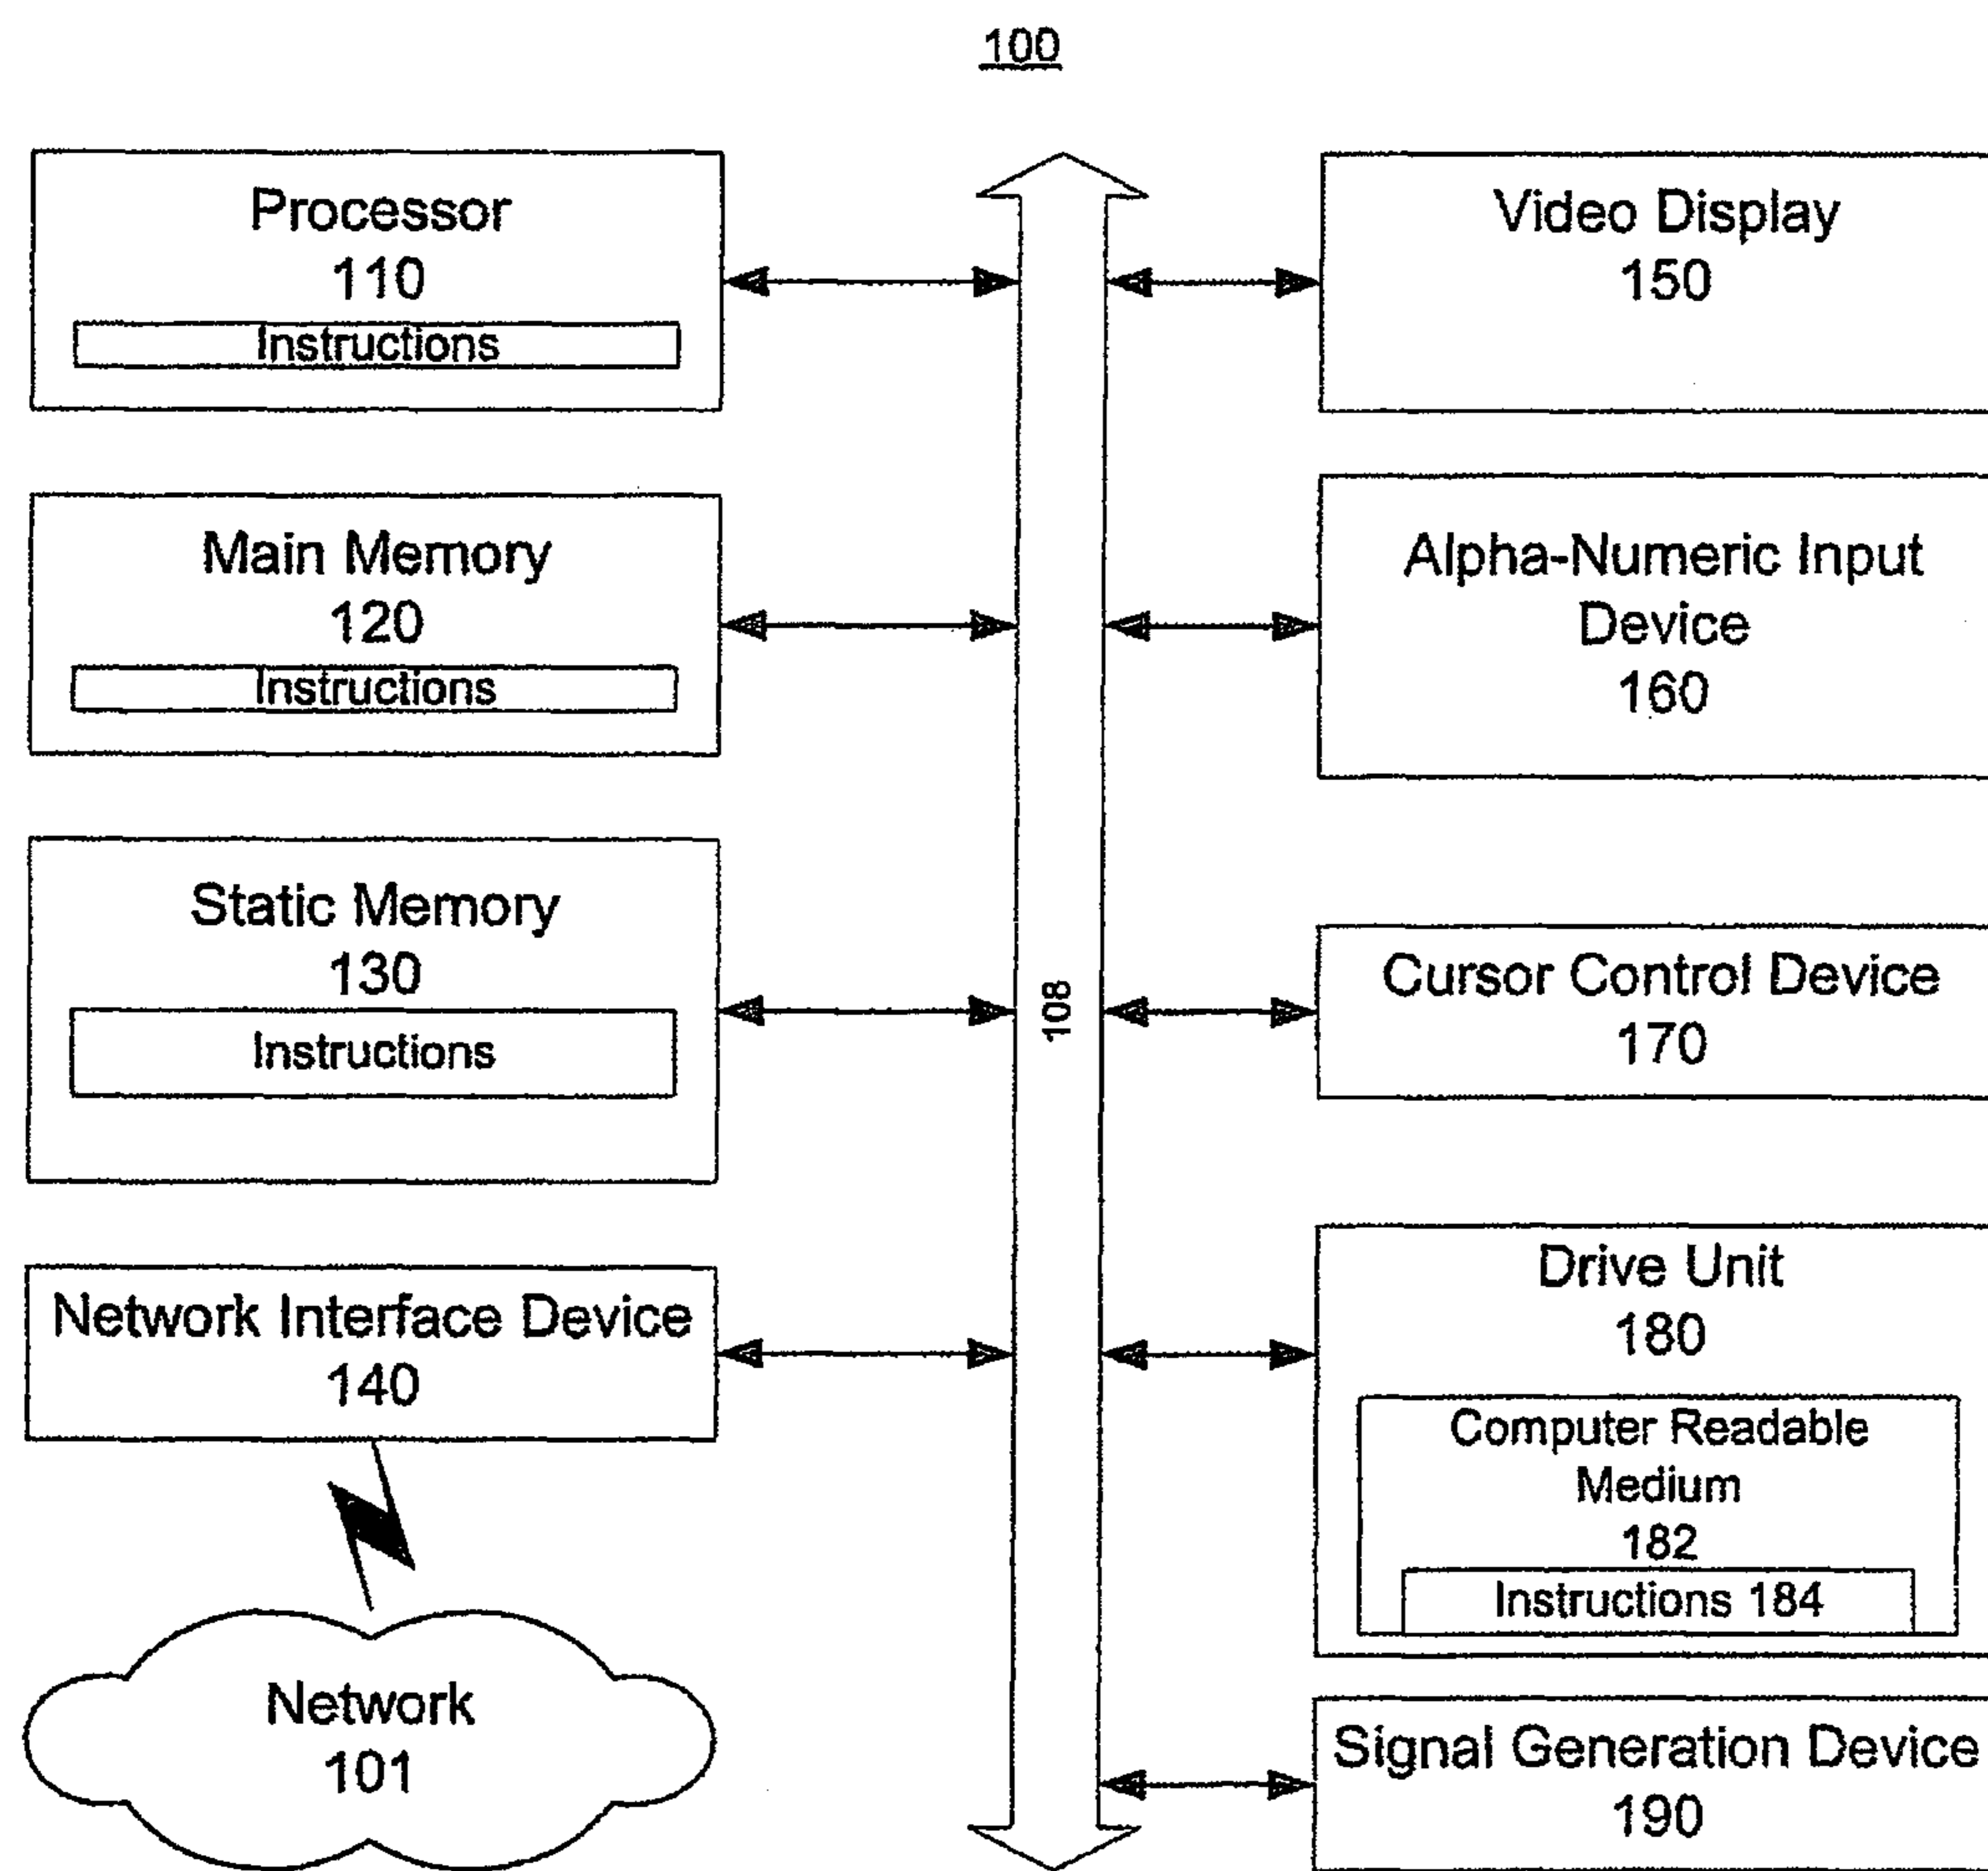 100
Processor
110
Instructions
Main Memory
120
Instructions
Static Memory
130
Instructions
Network Interface Device
140
Network
101
108
Video Display
150
Alpha-Numeric Input
Device
160
Cursor Control Device
170
Drive Unit
180
Computer Readable
Medium
182
Instructions 184
Signal Generation Device
190